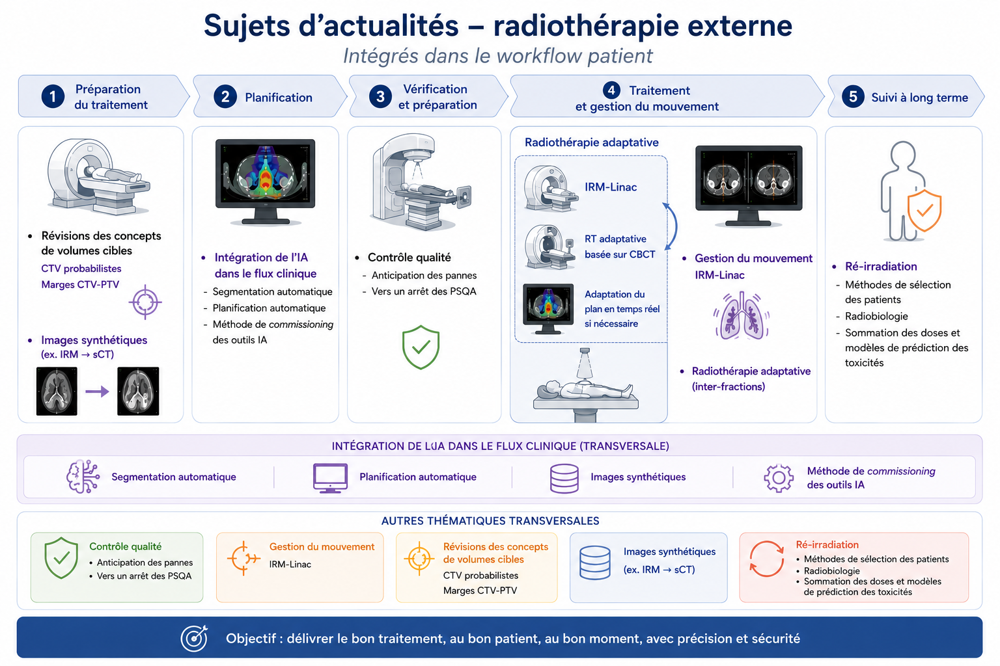 Sujets d’actualités – radiothérapie externe
Intégrés dans le workflow patient
1 Préparation
du traitement
2 Planification
3 Vérification
et préparation
4 Traitement
et gestion du mouvement
5 Suivi à long terme
• Révisions des concepts
de volumes cibles
CTV probabilistes
Marges CTV-PTV
• Images synthétiques
(ex. IRM → sCT)
• Intégration de l’IA
dans le flux clinique
- Segmentation automatique
- Planification automatique
- Méthode de commissioning
des outils IA
• Contrôle qualité
- Anticipation des pannes
- Vers un arrêt des PSQA
Radiothérapie adaptative
IRM-Linac
RT adaptative
basée sur CBCT
Adaptation du
plan en temps réel
si nécessaire
• Gestion du mouvement
IRM-Linac
• Radiothérapie adaptative
(inter-fractions)
• Ré-irradiation
- Méthodes de sélection
des patients
- Radiobiologie
- Sommation des doses et
modèles de prédiction des
toxicités
INTÉGRATION DE L’IA DANS LE FLUX CLINIQUE (TRANSVERSALE)
Segmentation automatique
Planification automatique
Images synthétiques
Méthode de commissioning
des outils IA
AUTRES THÉMATIQUES TRANSVERSALES
Contrôle qualité
• Anticipation des pannes
• Vers un arrêt des PSQA
Gestion du mouvement
IRM-Linac
Révisions des concepts
de volumes cibles
CTV probabilistes
Marges CTV-PTV
Images synthétiques
(ex. IRM → sCT)
Ré-irradiation
• Méthodes de sélection des patients
• Radiobiologie
• Sommation des doses et modèles
de prédiction des toxicités
Objectif : délivrer le bon traitement, au bon patient, au bon moment, avec précision et sécurité